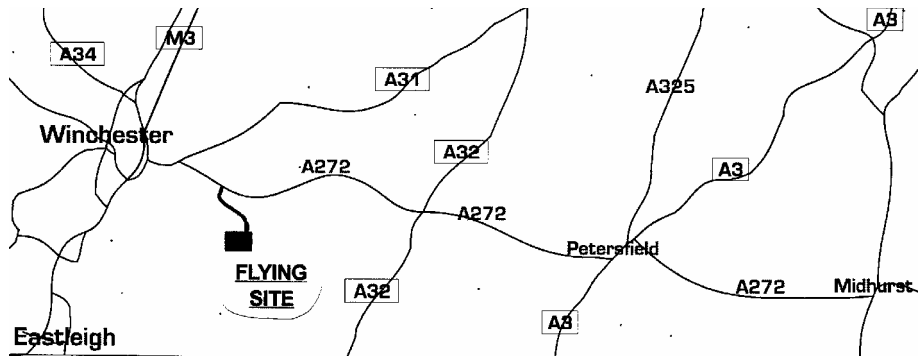 A3
M3
A34
A31
A325
Winchester
A32
A272
A3
A272
Petersfield
FLYING
SITE
A32
A272
Midhurst
A3
Eastleigh